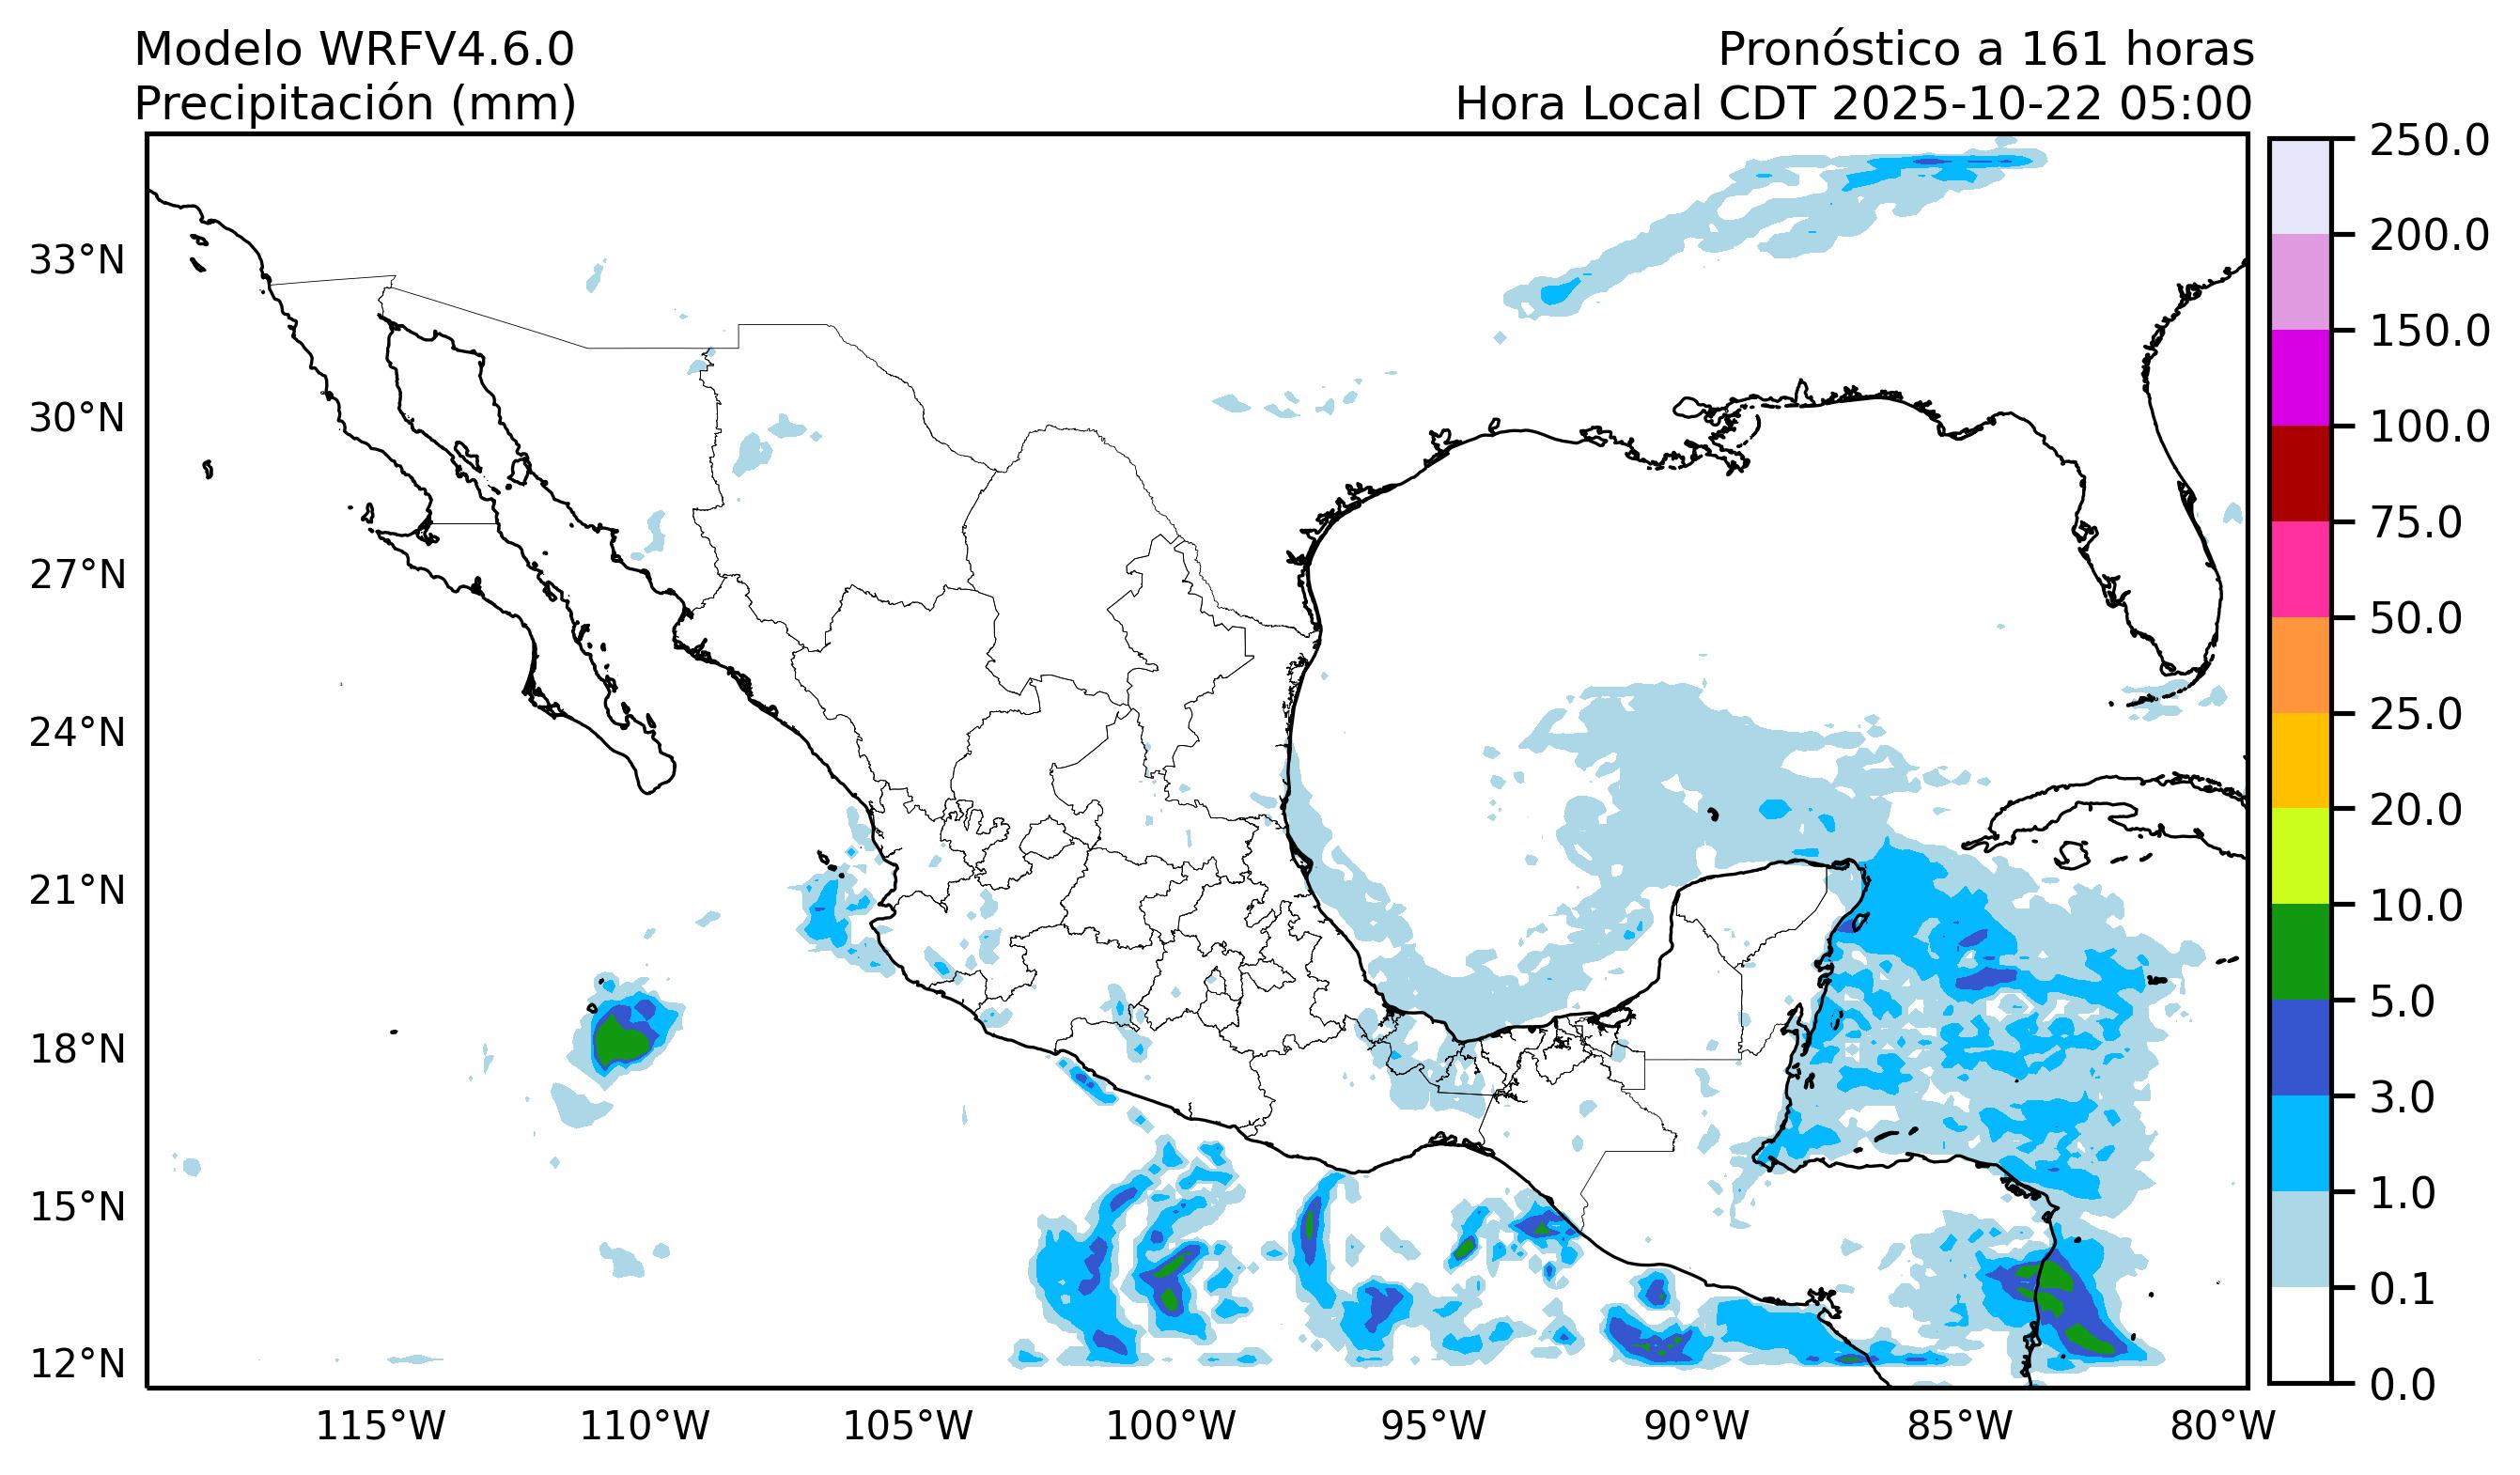 Modelo WRFV4.6.0
Precipitación (mm)
Pronóstico a 161 horas
Hora Local CDT 2025-10-22 05:00
33°N
30°N
27°N
24°N
21°N
18°N
15°N
12°N
115°W
110°W
105°W
100°W
95°W
90°W
85°W
80°W
250.0
200.0
150.0
100.0
75.0
50.0
25.0
20.0
10.0
5.0
3.0
1.0
0.1
0.0